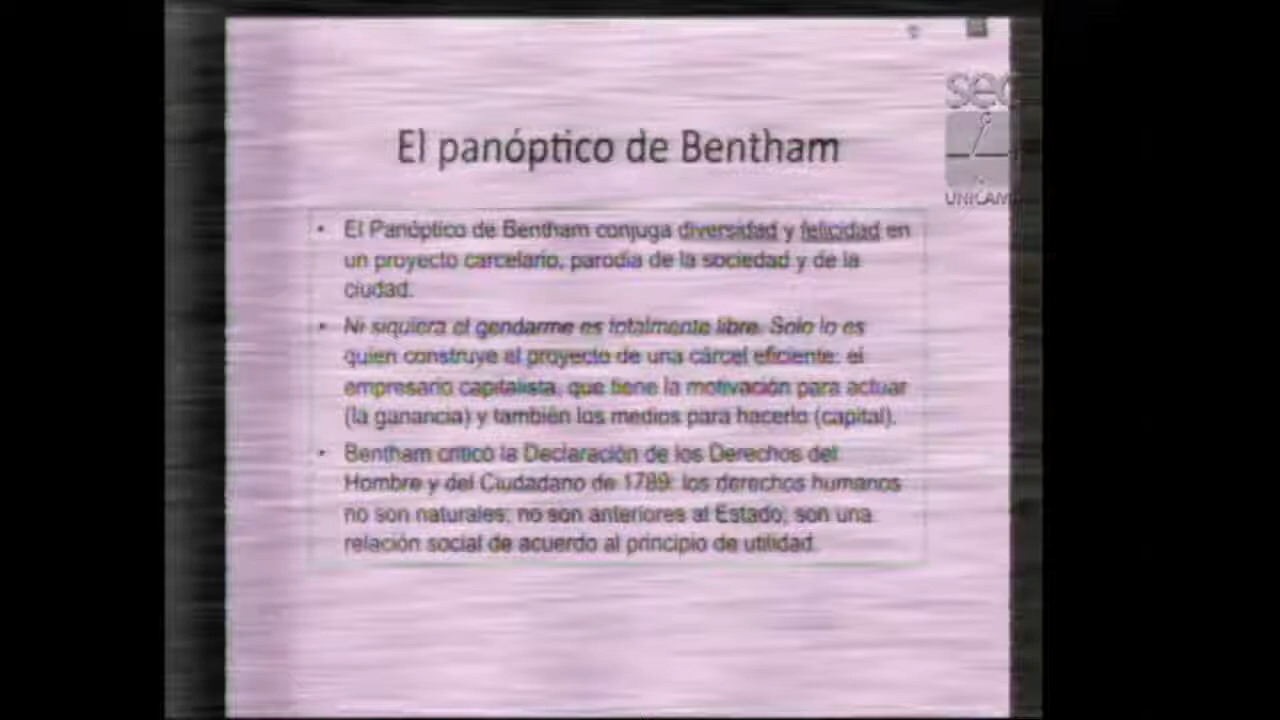 El panóptico de Bentham
• El Panóptico de Bentham conjuga diversidad y felicidad en
un proyecto carcelario, parodia de la sociedad y de la
ciudad.
• Ni siquiera el gendarme es totalmente libre. Solo lo es
quien construye el proyecto de una cárcel eficiente: el
empresario capitalista, que tiene la motivación para actuar
(la ganancia) y también los medios para hacerlo (capital).
• Bentham criticó la Declaración de los Derechos del
Hombre y del Ciudadano de 1789: los derechos humanos
no son naturales; no son anteriores al Estado; son una
relación social de acuerdo al principio de utilidad.
UNICAM